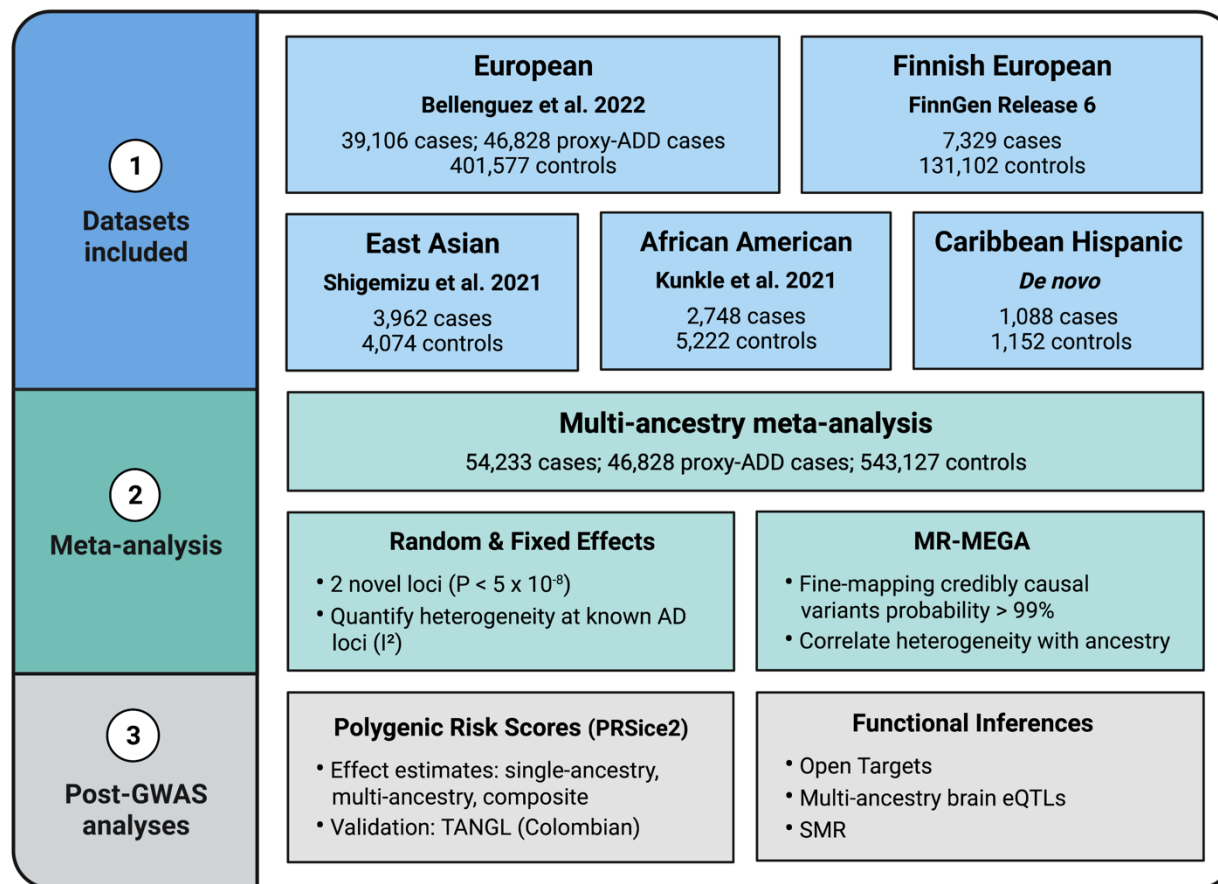 1
Datasets
included
European
Bellenguez et al. 2022
39,106 cases; 46,828 proxy-ADD cases
401,577 controls
Finnish European
FinnGen Release 6
7,329 cases
131,102 controls
East Asian
Shigemizu et al. 2021
3,962 cases
4,074 controls
African American
Kunkle et al. 2021
2,748 cases
5,222 controls
Caribbean Hispanic
De novo
1,088 cases
1,152 controls
2
Meta-analysis
Multi-ancestry meta-analysis
54,233 cases; 46,828 proxy-ADD cases; 543,127 controls
Random & Fixed Effects
• 2 novel loci (P < 5 x 10⁻⁸)
• Quantify heterogeneity at known AD
loci (I²)
MR-MEGA
• Fine-mapping credibly causal
variants probability > 99%
• Correlate heterogeneity with ancestry
3
Post-GWAS
analyses
Polygenic Risk Scores (PRSice2)
• Effect estimates: single-ancestry,
multi-ancestry, composite
• Validation: TANGL (Colombian)
Functional Inferences
• Open Targets
• Multi-ancestry brain eQTLs
• SMR